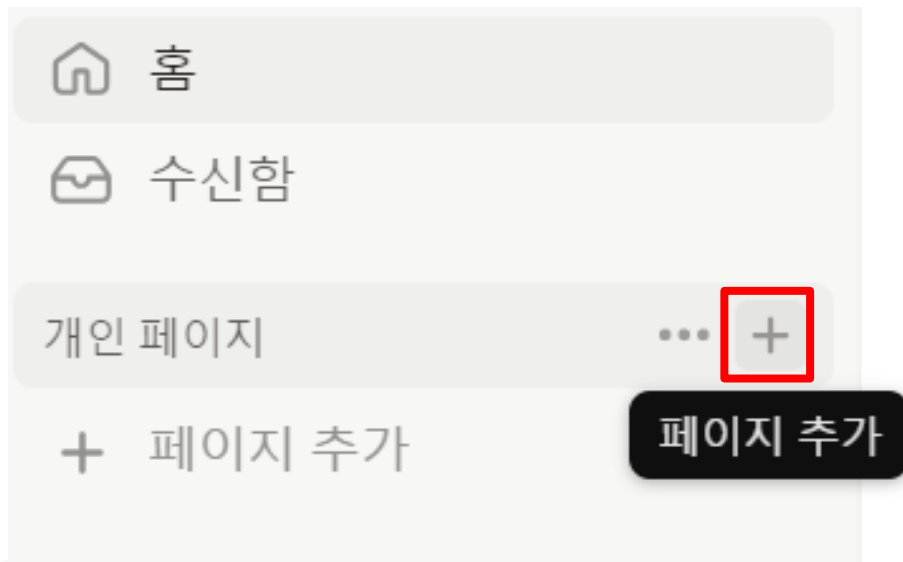 홈
수신함
개인 페이지
페이지 추가
페이지 추가